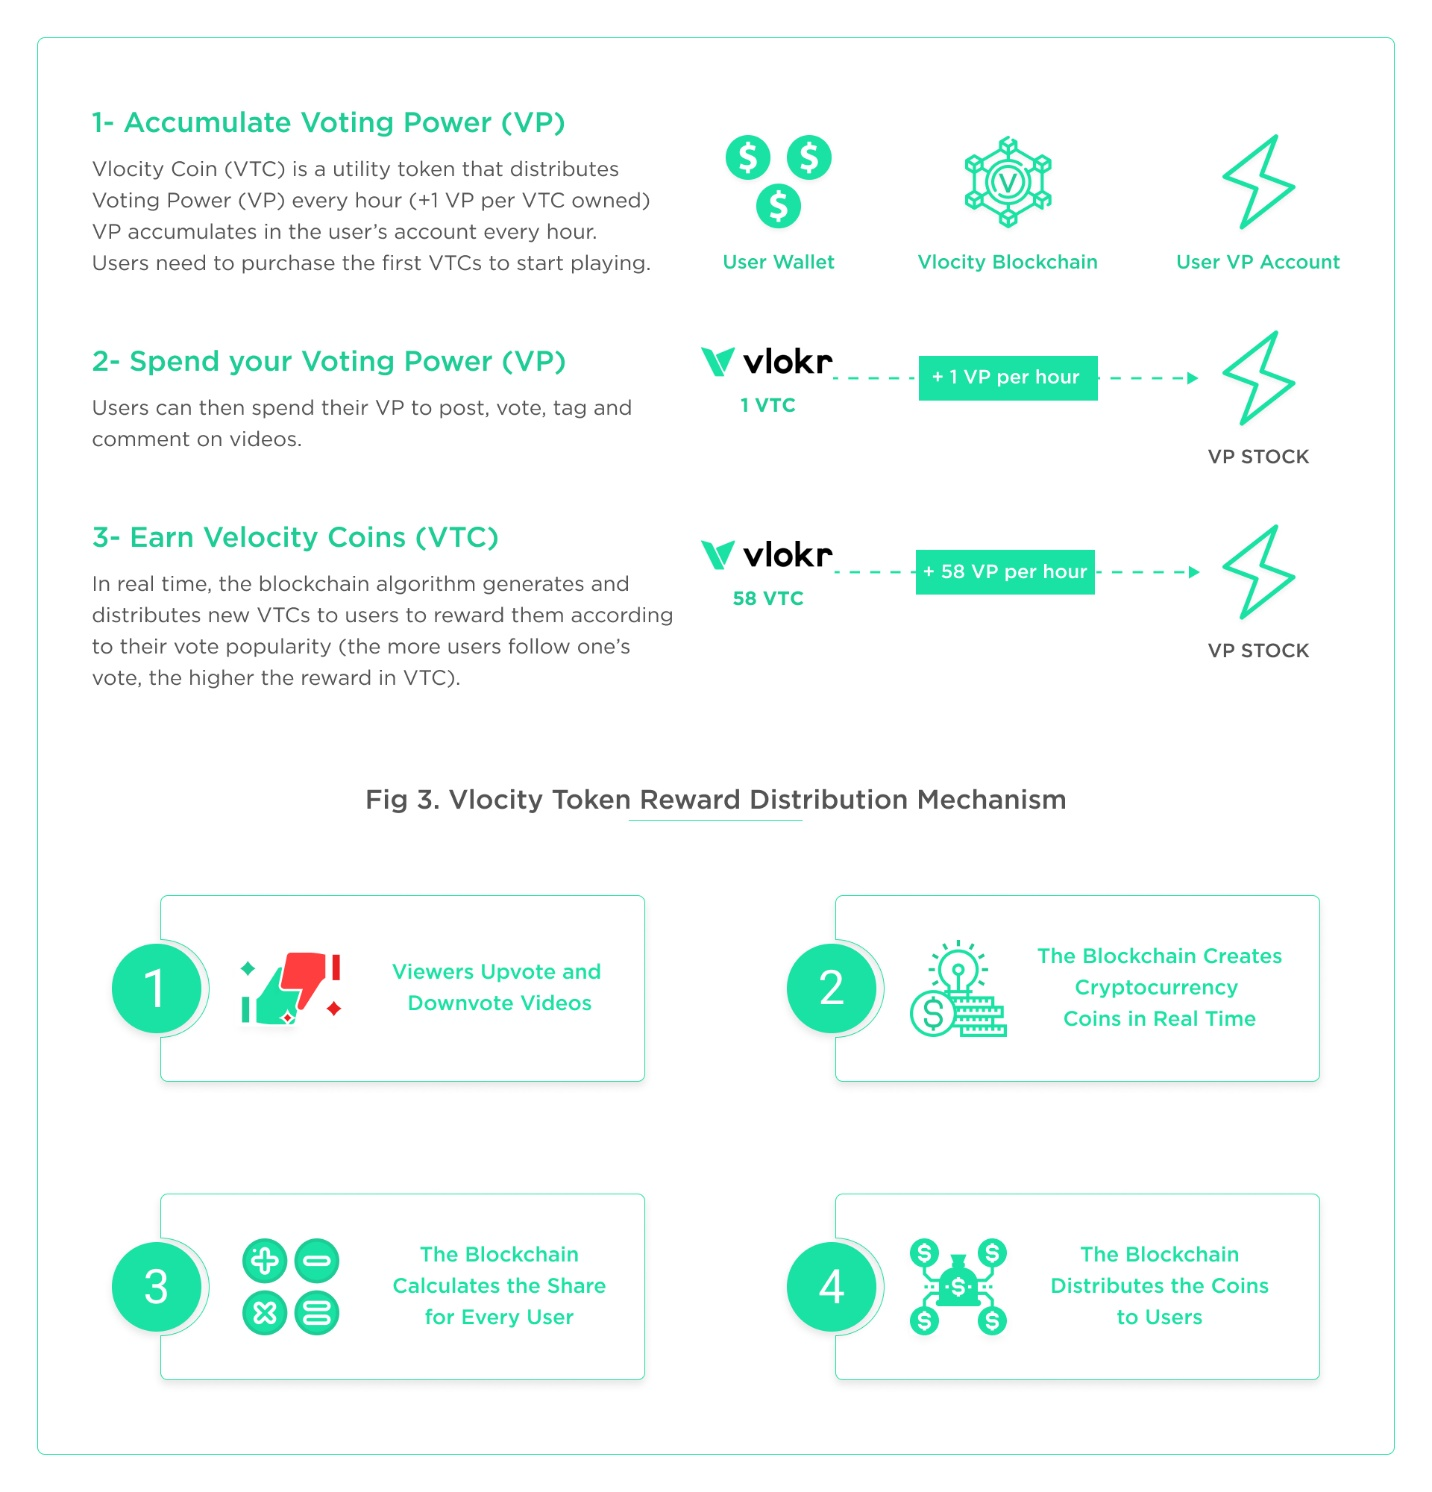 1- Accumulate Voting Power (VP)
Vlocity Coin (VTC) is a utility token that distributes
Voting Power (VP) every hour (+1 VP per VTC owned)
VP accumulates in the user’s account every hour.
Users need to purchase the first VTCs to start playing.
$ $
$
V
User Wallet
Vlocity Blockchain
User VP Account
2- Spend your Voting Power (VP)
Users can then spend their VP to post, vote, tag and
comment on videos.
vlokr
1 VTC
+ 1 VP per hour
VP STOCK
3- Earn Velocity Coins (VTC)
In real time, the blockchain algorithm generates and
distributes new VTCs to users to reward them according
to their vote popularity (the more users follow one’s
vote, the higher the reward in VTC).
vlokr
58 VTC
+ 58 VP per hour
VP STOCK
Fig 3. Vlocity Token Reward Distribution Mechanism
1
Viewers Upvote and
Downvote Videos
2
$
The Blockchain Creates
Cryptocurrency
Coins in Real Time
3
The Blockchain
Calculates the Share
for Every User
4
$ $
$
$ $
The Blockchain
Distributes the Coins
to Users